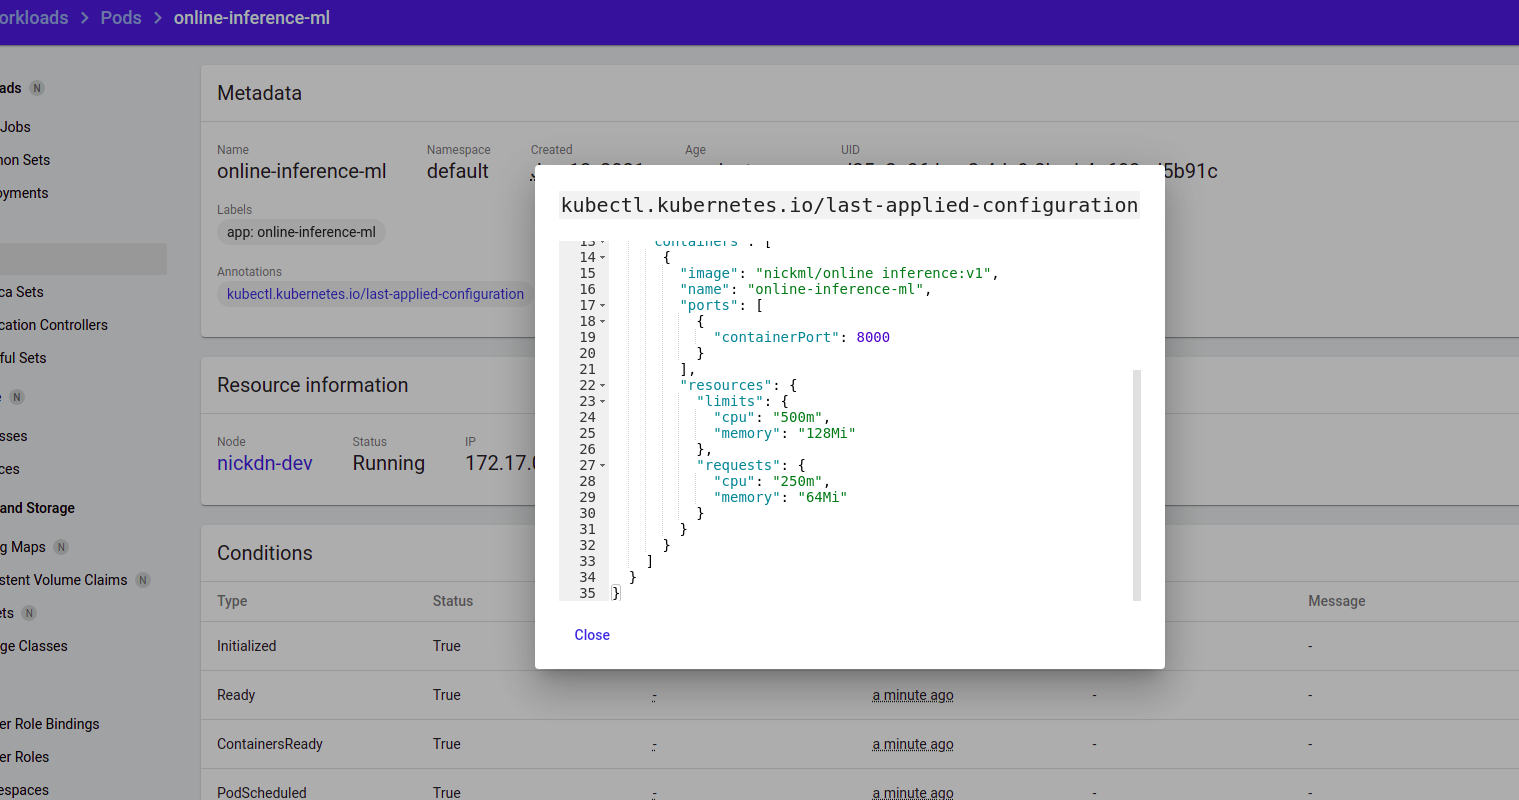 orkloads > Pods > online-inference-ml
ads N
Jobs
non Sets
oyments
ca Sets
cation Controllers
ful Sets
N
sses
ces
and Storage
g Maps N
stent Volume Claims N
ets N
ge Classes
er Role Bindings
er Roles
espaces
Metadata
Name Namespace Created Age UID
online-inference-ml default 5b91c
Labels
app: online-inference-ml
Annotations
kubectl.kubernetes.io/last-applied-configuration
Resource information
Node Status IP
nickdn-dev Running 172.17.
Conditions
Type Status Message
Initialized True -
Ready True - a minute ago - -
ContainersReady True - a minute ago - -
PodScheduled True - a minute ago - -
kubectl.kubernetes.io/last-applied-configuration
13 "containers": [
14 {
15 "image": "nickml/online inference:v1",
16 "name": "online-inference-ml",
17 "ports": [
18 {
19 "containerPort": 8000
20 }
21 ],
22 "resources": {
23 "limits": {
24 "cpu": "500m",
25 "memory": "128Mi"
26 },
27 "requests": {
28 "cpu": "250m",
29 "memory": "64Mi"
30 }
31 }
32 }
33 ]
34 }
35 }
Close